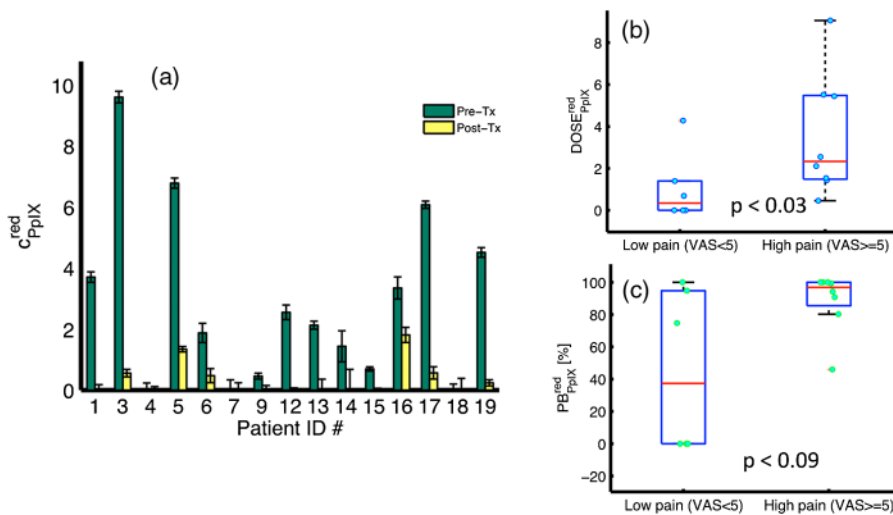 (a)
c^red_PpIX
10
8
6
4
2
0
Pre-Tx
Post-Tx
1 3 4 5 6 7 9 12 13 14 15 16 17 18 19
Patient ID #
(b)
DOSE^red_PpIX
8
6
4
2
0
p < 0.03
Low pain (VAS<5) High pain (VAS>=5)
(c)
PB^red_PpIX [%]
100
80
60
40
20
0
−20
p < 0.09
Low pain (VAS<5) High pain (VAS>=5)